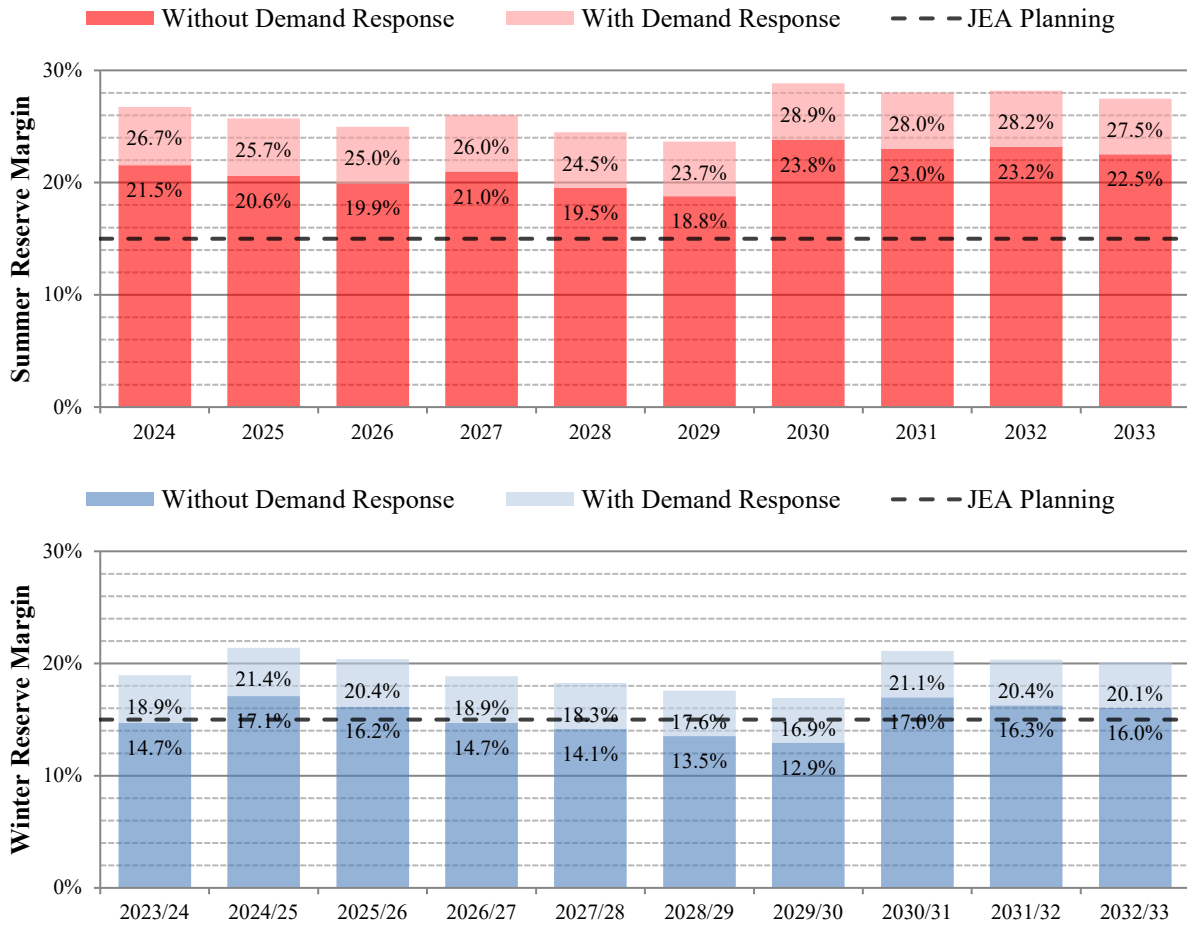 Without Demand Response With Demand Response JEA Planning
Summer Reserve Margin
30%
20%
10%
0%
26.7% 25.7% 25.0% 26.0% 24.5% 23.7% 28.9% 28.0% 28.2% 27.5%
21.5% 20.6% 19.9% 21.0% 19.5% 18.8% 23.8% 23.0% 23.2% 22.5%
2024 2025 2026 2027 2028 2029 2030 2031 2032 2033
Without Demand Response With Demand Response JEA Planning
Winter Reserve Margin
30%
20%
10%
0%
18.9% 21.4% 20.4% 18.9% 18.3% 17.6% 16.9% 21.1% 20.4% 20.1%
14.7% 17.1% 16.2% 14.7% 14.1% 13.5% 12.9% 17.0% 16.3% 16.0%
2023/24 2024/25 2025/26 2026/27 2027/28 2028/29 2029/30 2030/31 2031/32 2032/33